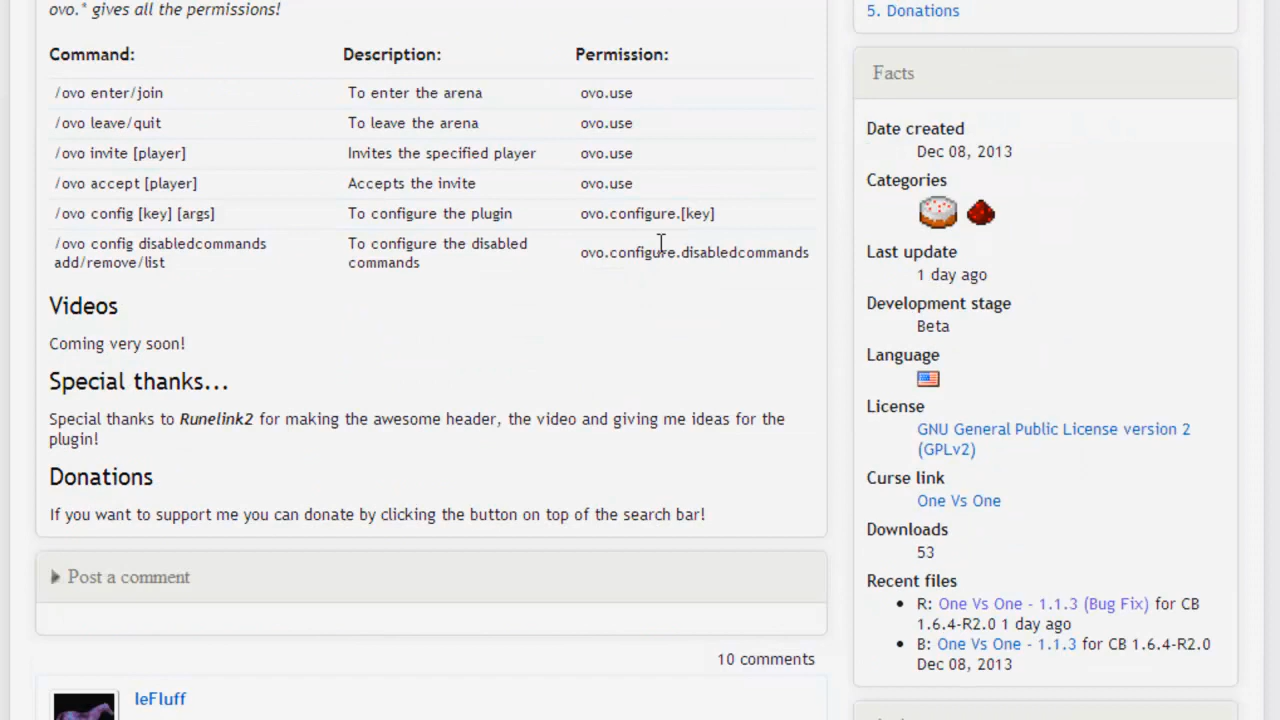 ovo.* gives all the permissions!
Command: Description: Permission:
/ovo enter/join To enter the arena ovo.use
/ovo leave/quit To leave the arena ovo.use
/ovo invite [player] Invites the specified player ovo.use
/ovo accept [player] Accepts the invite ovo.use
/ovo config [key] [args] To configure the plugin ovo.configure.[key]
/ovo config disabledcommands To configure the disabled ovo.configure.disabledcommands
add/remove/list commands
Videos
Coming very soon!
Special thanks...
Special thanks to Runelink2 for making the awesome header, the video and giving me ideas for the
plugin!
Donations
If you want to support me you can donate by clicking the button on top of the search bar!
Post a comment
10 comments
leFluff
5. Donations
Facts
Date created
Dec 08, 2013
Categories
Last update
1 day ago
Development stage
Beta
Language
License
GNU General Public License version 2
(GPLv2)
Curse link
One Vs One
Downloads
53
Recent files
R: One Vs One - 1.1.3 (Bug Fix) for CB
1.6.4-R2.0 1 day ago
B: One Vs One - 1.1.3 for CB 1.6.4-R2.0
Dec 08, 2013